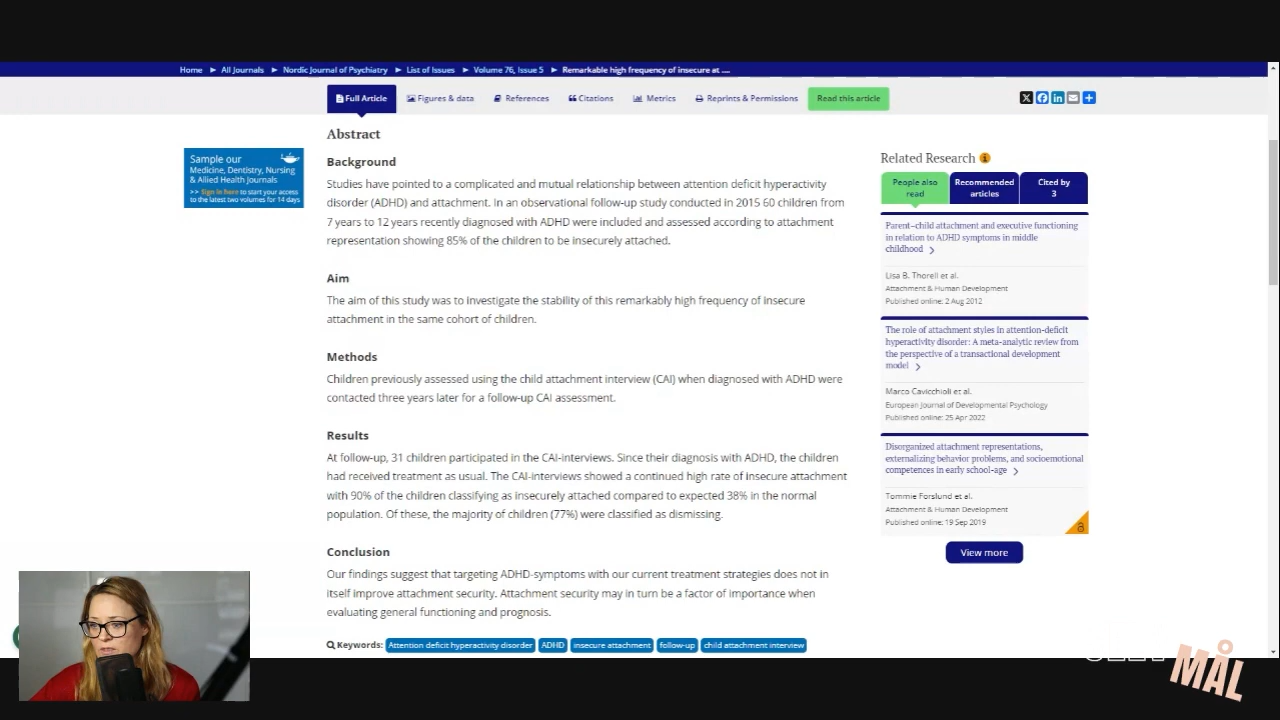 Home ► All Journals ► Nordic Journal of Psychiatry ► List of Issues ► Volume 76, Issue 5 ► Remarkable high frequency of insecure at ....
Full Article Figures & data References Citations Metrics Reprints & Permissions Read this article
Abstract
Sample our
Medicine, Dentistry, Nursing
& Allied Health Journals
>> Sign in here to start your access
to the latest two volumes for 14 days
Background
Studies have pointed to a complicated and mutual relationship between attention deficit hyperactivity
disorder (ADHD) and attachment. In an observational follow-up study conducted in 2015 60 children from
7 years to 12 years recently diagnosed with ADHD were included and assessed according to attachment
representation showing 85% of the children to be insecurely attached.
Aim
The aim of this study was to investigate the stability of this remarkably high frequency of insecure
attachment in the same cohort of children.
Methods
Children previously assessed using the child attachment interview (CAI) when diagnosed with ADHD were
contacted three years later for a follow-up CAI assessment.
Results
At follow-up, 31 children participated in the CAI-interviews. Since their diagnosis with ADHD, the children
had received treatment as usual. The CAI-interviews showed a continued high rate of insecure attachment
with 90% of the children classifying as insecurely attached compared to expected 38% in the normal
population. Of these, the majority of children (77%) were classified as dismissing.
Conclusion
Our findings suggest that targeting ADHD-symptoms with our current treatment strategies does not in
itself improve attachment security. Attachment security may in turn be a factor of importance when
evaluating general functioning and prognosis.
Keywords: Attention deficit hyperactivity disorder ADHD insecure attachment follow-up child attachment interview
Related Research
People also
read
Recommended
articles
Cited by
3
Parent–child attachment and executive functioning
in relation to ADHD symptoms in middle
childhood
Lisa B. Thorell et al.
Attachment & Human Development
Published online: 2 Aug 2012
The role of attachment styles in attention-deficit
hyperactivity disorder: A meta-analytic review from
the perspective of a transactional development
model
Marco Cavicchioli et al.
European Journal of Developmental Psychology
Published online: 25 Apr 2022
Disorganized attachment representations,
externalizing behavior problems, and socioemotional
competences in early school-age
Tommie Forslund et al.
Attachment & Human Development
Published online: 19 Sep 2019
View more
MÅL